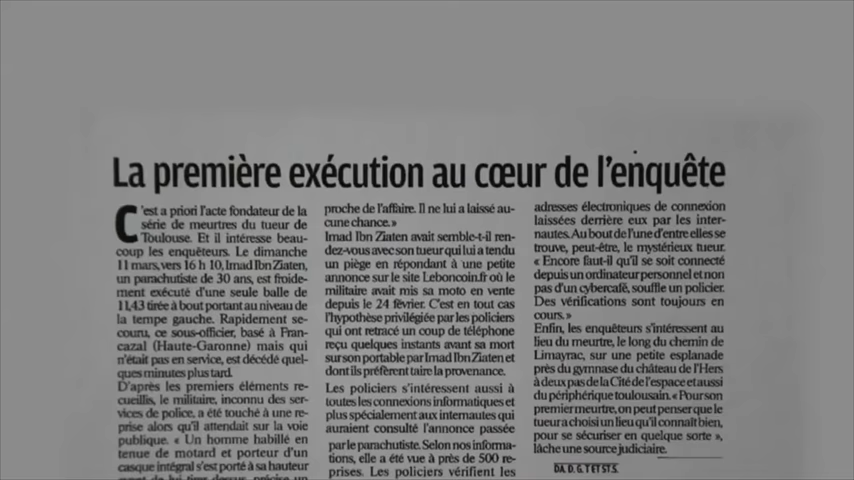 La première exécution au cœur de l'enquête
C'est a priori l'acte fondateur de la
série de meurtres du tueur de
Toulouse. Et il intéresse beau-
coup les enquêteurs. Le dimanche
11 mars, vers 16 h 10, Imad Ibn Ziaten,
un parachutiste de 30 ans, est froide-
ment exécuté d'une seule balle de
11,43 tirée à bout portant au niveau de
la tempe gauche. Rapidement se-
couru, ce sous-officier, basé à Fran-
cazal (Haute-Garonne) mais qui
n'était pas en service, est décédé quel-
ques minutes plus tard.
D'après les premiers éléments re-
cueillis, le militaire, inconnu des ser-
vices de police, a été touché à une re-
prise alors qu'il attendait sur la voie
publique. « Un homme habillé en
tenue de motard et porteur d'un
casque intégral s'est porté à sa hauteur
proche de l'affaire. Il ne lui a laissé au-
cune chance. »
Imad Ibn Ziaten avait semble-t-il ren-
dez-vous avec son tueur qui lui a tendu
un piège en répondant à une petite
annonce sur le site Leboncoin.fr où le
militaire avait mis sa moto en vente
depuis le 24 février. C'est en tout cas
l'hypothèse privilégiée par les policiers
qui ont retracé un coup de téléphone
reçu quelques instants avant sa mort
sur son portable par Imad Ibn Ziaten et
dont ils préfèrent taire la provenance.
Les policiers s'intéressent aussi à
toutes les connexions informatiques et
plus spécialement aux internautes qui
auraient consulté l'annonce passée
par le parachutiste. Selon nos informa-
tions, elle a été vue à près de 500 re-
prises. Les policiers vérifient les
adresses électroniques de connexion
laissées derrière eux par les inter-
nautes. Au bout de l'une d'entre elles se
trouve, peut-être, le mystérieux tueur.
« Encore faut-il qu'il se soit connecté
depuis un ordinateur personnel et non
pas d'un cybercafé, souffle un policier.
Des vérifications sont toujours en
cours. »
Enfin, les enquêteurs s'intéressent au
lieu du meurtre, le long du chemin de
Limayrac, sur une petite esplanade
près du gymnase du château de l'Hers
à deux pas de la Cité de l'espace et aussi
du périphérique toulousain. « Pour son
premier meurtre, on peut penser que le
tueur a choisi un lieu qu'il connaît bien,
pour se sécuriser en quelque sorte »,
lâche une source judiciaire.
DA. D. G. T ET ST. S.